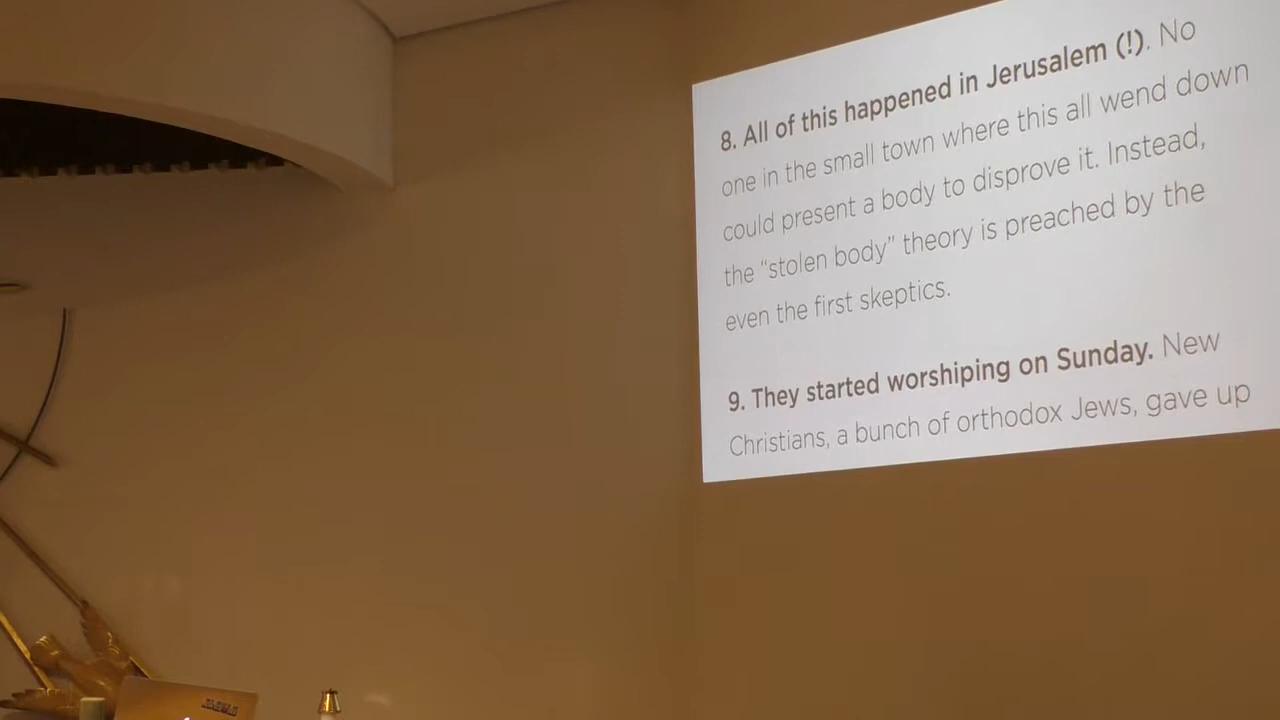 8. All of this happened in Jerusalem (!). No
one in the small town where this all wend down
could present a body to disprove it. Instead,
the “stolen body” theory is preached by the
even the first skeptics.
9. They started worshiping on Sunday. New
Christians, a bunch of orthodox Jews, gave up